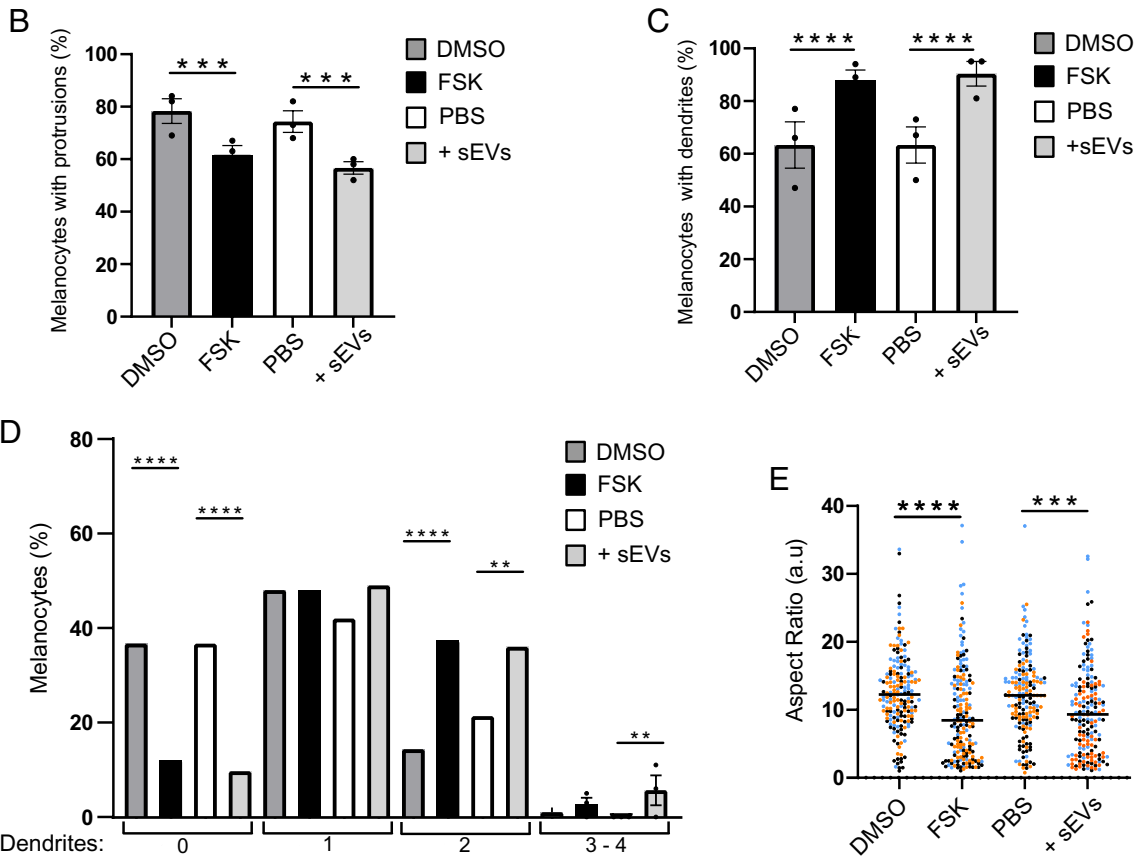 B
Melanocytes with protrusions (%)
100
80
60
40
20
0
***
***
DMSO
FSK
PBS
+ sEVs
DMSO
FSK
PBS
+ sEVs
C
Melanocytes with dendrites (%)
100
80
60
40
20
0
****
****
DMSO
FSK
PBS
+ sEVs
DMSO
FSK
PBS
+sEVs
D
Melanocytes (%)
80
60
40
20
0
****
****
****
**
**
DMSO
FSK
PBS
+ sEVs
Dendrites: 0 1 2 3 - 4
E
Aspect Ratio (a.u)
40
30
20
10
0
****
***
DMSO
FSK
PBS
+ sEVs